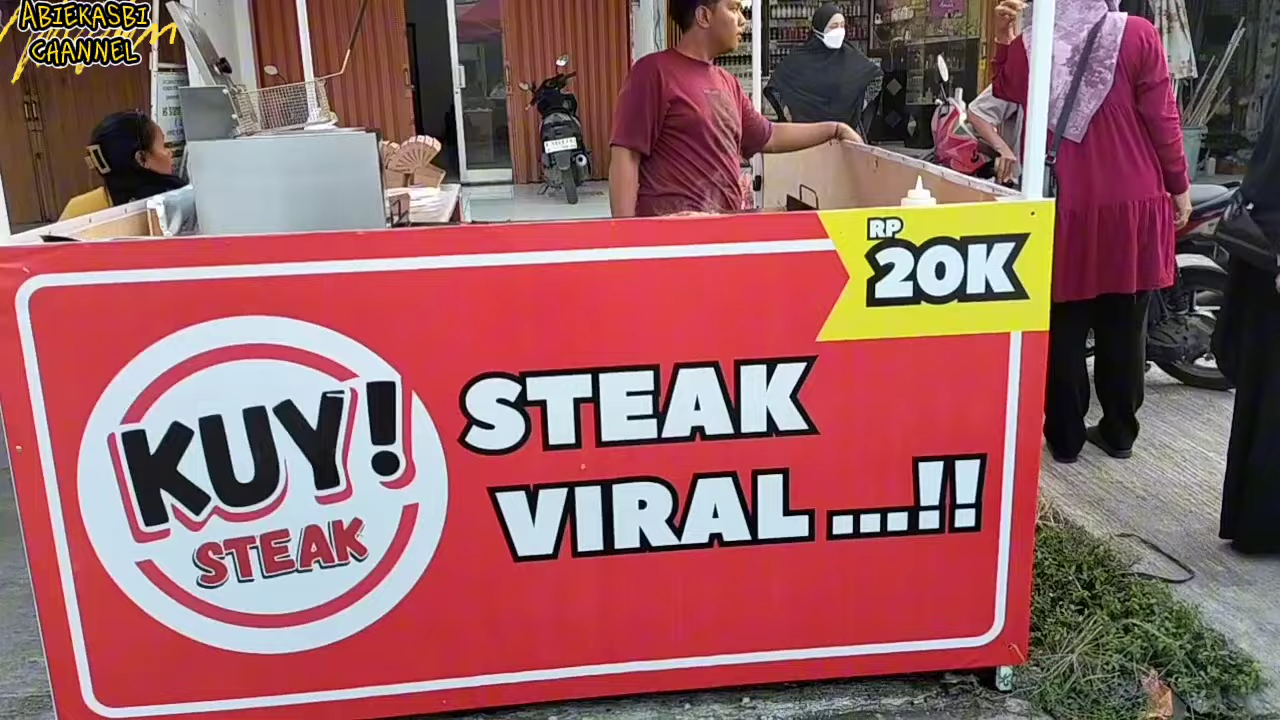 ABIEKASBI
CHANNEL
RP
20K
KUY!
STEAK
STEAK
VIRAL...!!